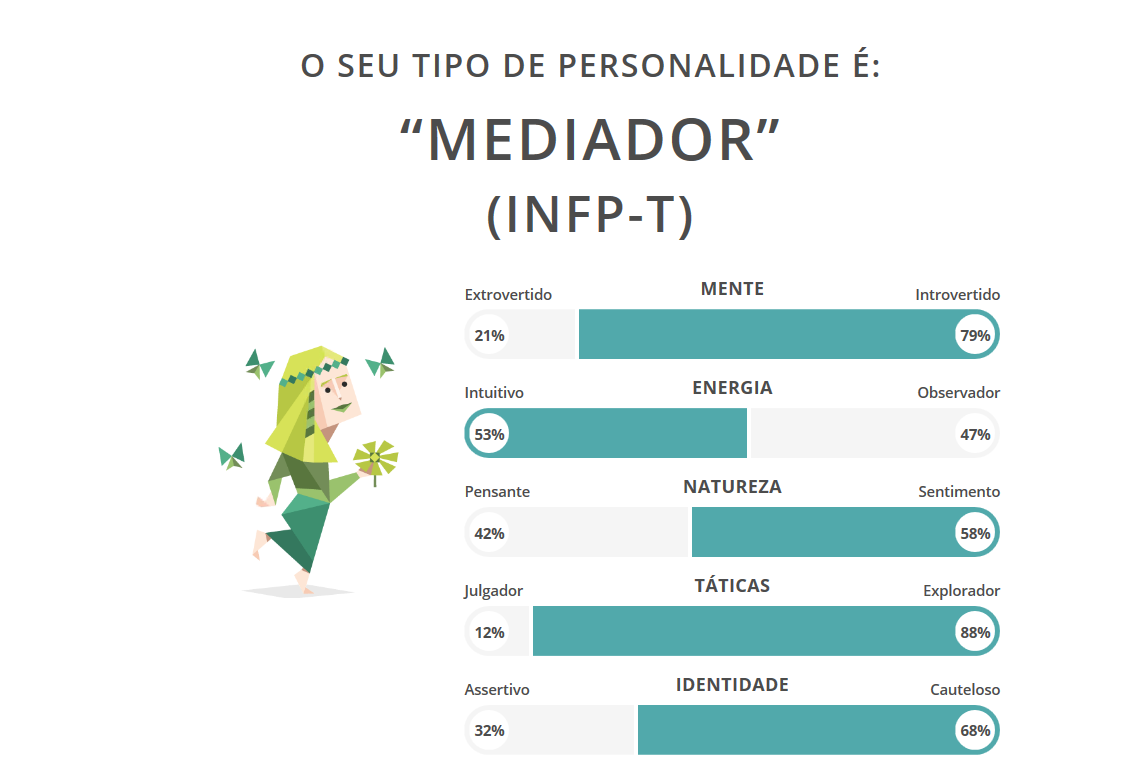 O SEU TIPO DE PERSONALIDADE É:
“MEDIADOR”
(INFP-T)
Extrovertido MENTE Introvertido
21% 79%
Intuitivo ENERGIA Observador
53% 47%
Pensante NATUREZA Sentimento
42% 58%
Julgador TÁTICAS Explorador
12% 88%
Assertivo IDENTIDADE Cauteloso
32% 68%